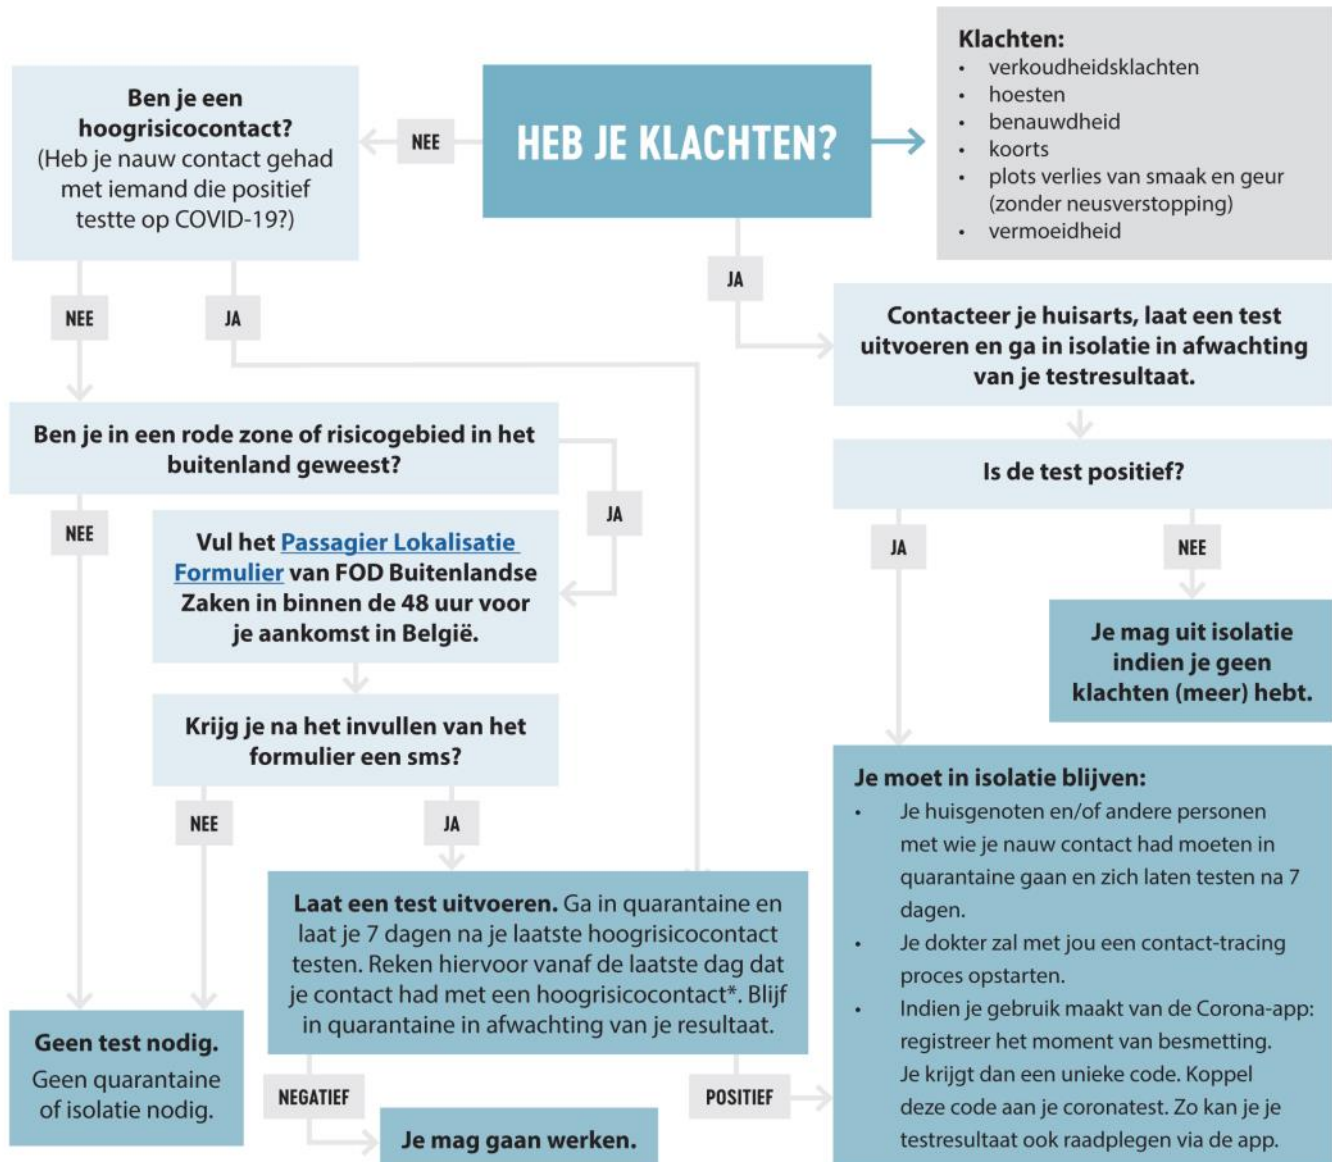 HEB JE KLACHTEN?
Klachten:
• verkoudheidsklachten
• hoesten
• benauwdheid
• koorts
• plots verlies van smaak en geur
(zonder neusverstopping)
• vermoeidheid
NEE
Ben je een
hoogrisicocontact?
(Heb je nauw contact gehad
met iemand die positief
testte op COVID-19?)
NEE
JA
JA
Contacteer je huisarts, laat een test
uitvoeren en ga in isolatie in afwachting
van je testresultaat.
Ben je in een rode zone of risicogebied in het
buitenland geweest?
Is de test positief?
NEE
JA
JA
NEE
Vul het Passagier Lokalisatie
Formulier van FOD Buitenlandse
Zaken in binnen de 48 uur voor
je aankomst in België.
Je mag uit isolatie
indien je geen
klachten (meer) hebt.
Krijg je na het invullen van het
formulier een sms?
NEE
JA
Je moet in isolatie blijven:
• Je huisgenoten en/of andere personen
met wie je nauw contact had moeten in
quarantaine gaan en zich laten testen na 7
dagen.
• Je dokter zal met jou een contact-tracing
proces opstarten.
• Indien je gebruik maakt van de Corona-app:
registreer het moment van besmetting.
Je krijgt dan een unieke code. Koppel
deze code aan je coronatest. Zo kan je je
testresultaat ook raadplegen via de app.
Laat een test uitvoeren. Ga in quarantaine en
laat je 7 dagen na je laatste hoogrisicocontact
testen. Reken hiervoor vanaf de laatste dag dat
je contact had met een hoogrisicocontact*. Blijf
in quarantaine in afwachting van je resultaat.
Geen test nodig.
Geen quarantaine
of isolatie nodig.
NEGATIEF
POSITIEF
Je mag gaan werken.